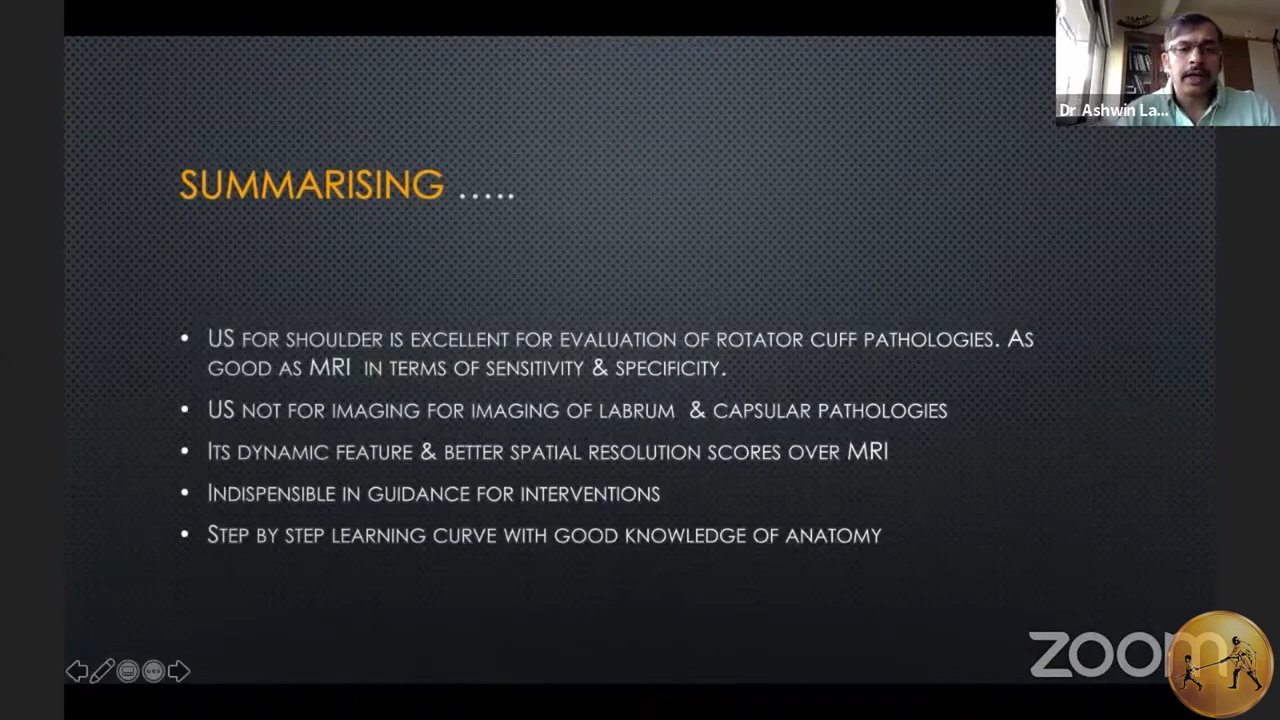 Dr Ashwin La...
SUMMARISING .....
• US FOR SHOULDER IS EXCELLENT FOR EVALUATION OF ROTATOR CUFF PATHOLOGIES. AS
GOOD AS MRI IN TERMS OF SENSITIVITY & SPECIFICITY.
• US NOT FOR IMAGING FOR IMAGING OF LABRUM & CAPSULAR PATHOLOGIES
• ITS DYNAMIC FEATURE & BETTER SPATIAL RESOLUTION SCORES OVER MRI
• INDISPENSIBLE IN GUIDANCE FOR INTERVENTIONS
• STEP BY STEP LEARNING CURVE WITH GOOD KNOWLEDGE OF ANATOMY
zoom